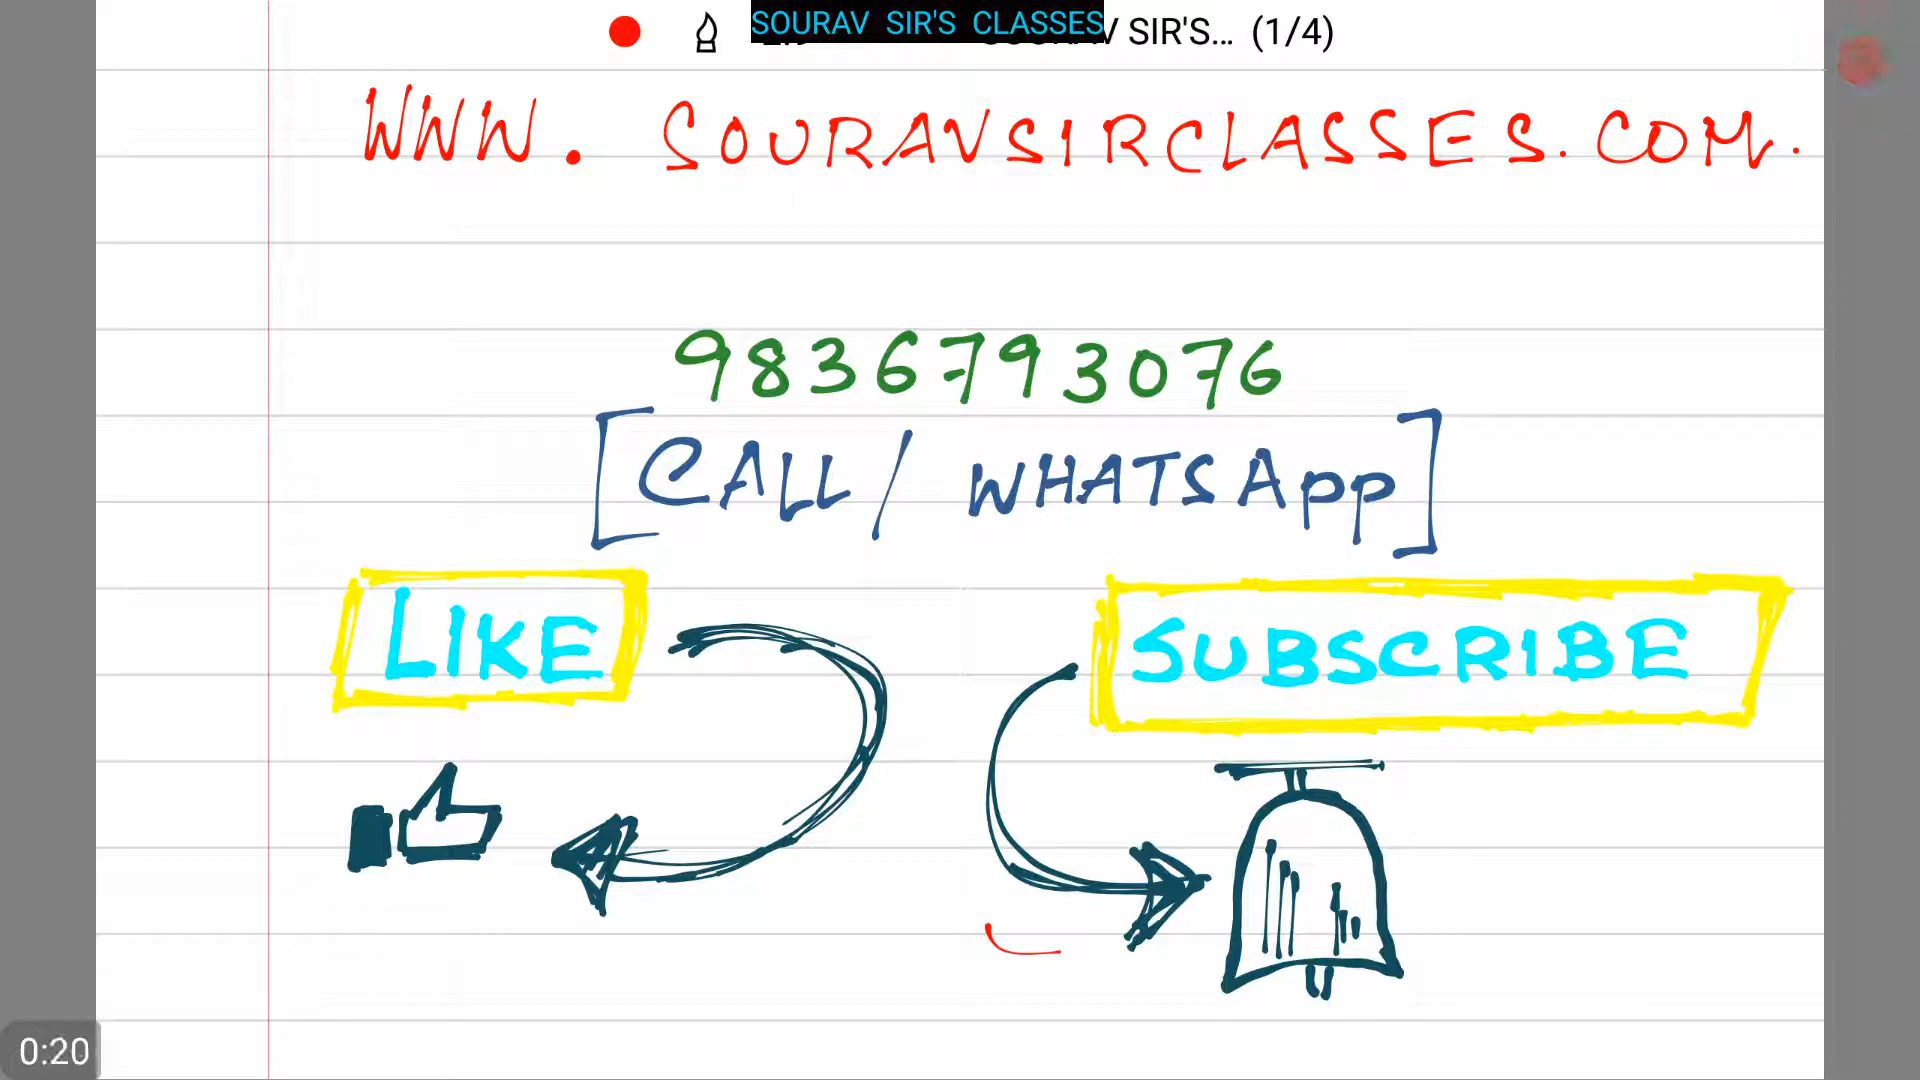 SOURAV SIR'S CLASSES
V SIR'S... (1/4)
WWW. SOURAVSIRCLASSES.COM.
9836793076
[CALL/ WHATSApp]
LIKE
SUBSCRIBE
0:20